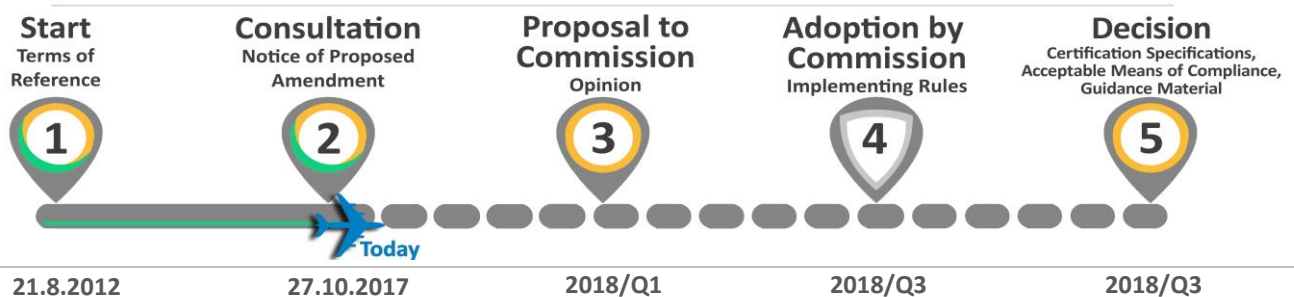 Start
Terms of
Reference
1
Consultation
Notice of Proposed
Amendment
2
Proposal to
Commission
Opinion
3
Adoption by
Commission
Implementing Rules
4
Decision
Certification Specifications,
Acceptable Means of Compliance,
Guidance Material
5
Today
21.8.2012
27.10.2017
2018/Q1
2018/Q3
2018/Q3